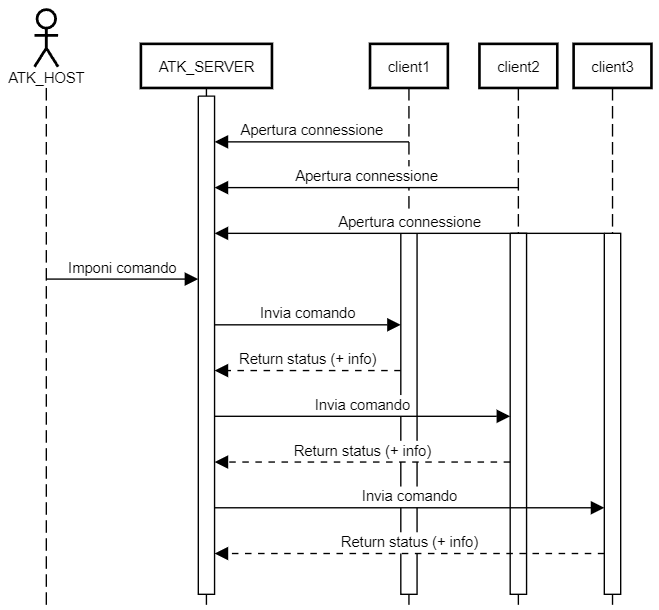 ATK_HOST
ATK_SERVER
client1
client2
client3
Apertura connessione
Apertura connessione
Apertura connessione
Imponi comando
Invia comando
Return status (+ info)
Invia comando
Return status (+ info)
Invia comando
Return status (+ info)